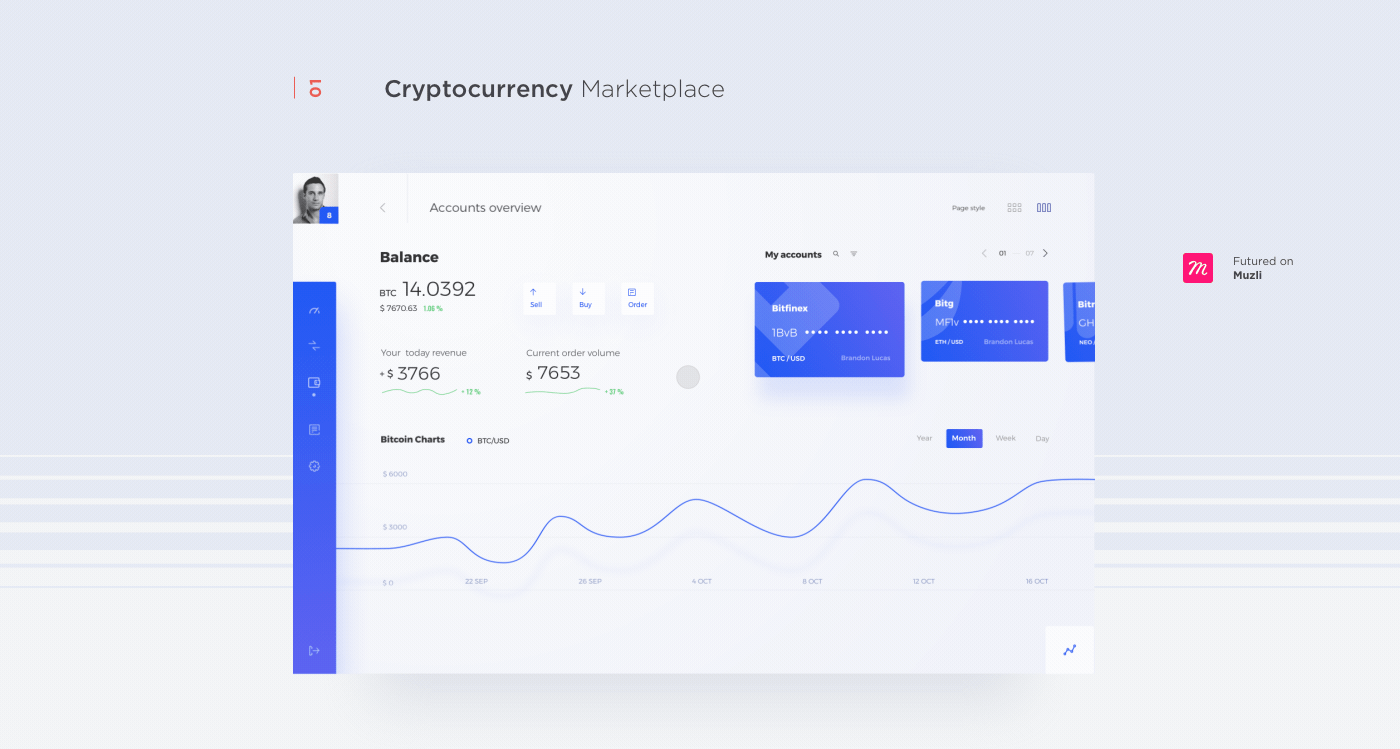 01
Cryptocurrency Marketplace
8
Accounts overview
Page style
Balance
BTC 14.0392
$ 7670.63
Sell
Buy
Order
My accounts
01 07
Bitfinex
1BvB •••• •••• ••••
BTC / USD Brandon Lucas
Bitg
MF1v •••• •••• ••••
ETH / USD Brandon Lucas
Bitr
GH
NEO /
Futured on
Muzli
Your today revenue
+ $ 3766
+ 12 %
Current order volume
$ 7653
+ 37 %
Bitcoin Charts
BTC/USD
Year Month Week Day
$ 6000
$ 3000
$ 0
22 SEP 26 SEP 4 OCT 8 OCT 12 OCT 16 OCT